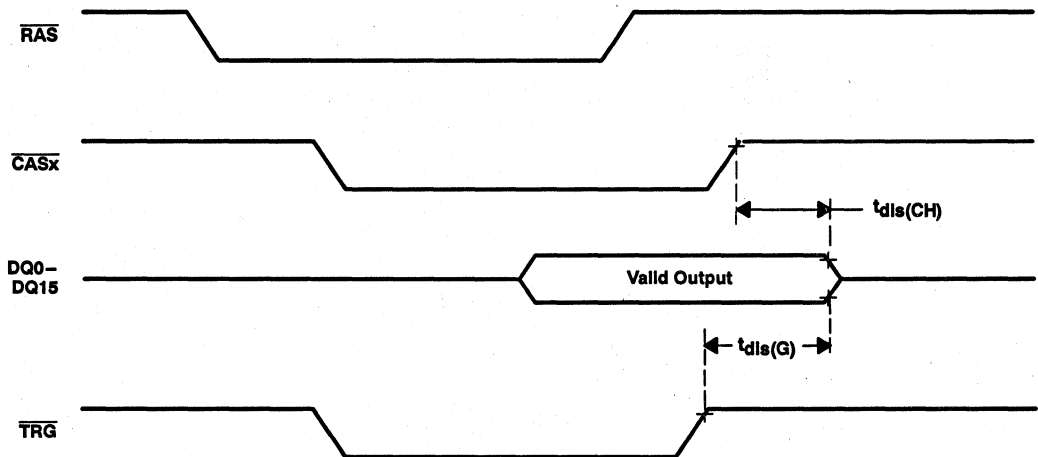 RAS
CASx
tdis(CH)
DQ0–
DQ15
Valid Output
tdis(G)
TRG